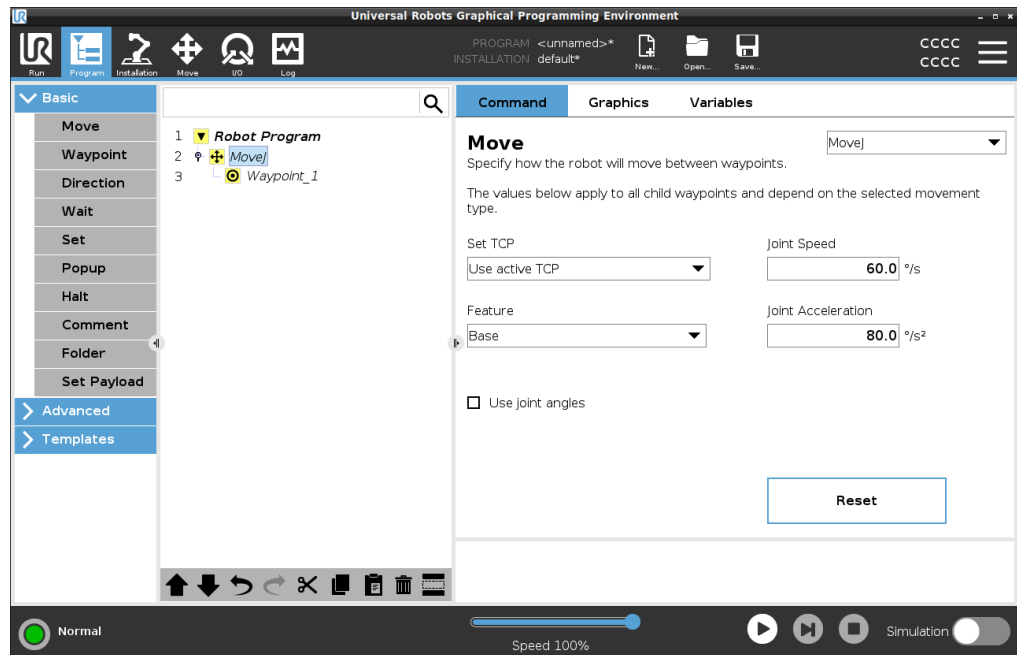 Universal Robots Graphical Programming Environment
UR
Run
Program
Installation
Move
I/O
Log
PROGRAM <unnamed>*
INSTALLATION default*
New...
Open...
Save...
CCCC
CCCC
Basic
Move
Waypoint
Direction
Wait
Set
Popup
Halt
Comment
Folder
Set Payload
Advanced
Templates
1 Robot Program
2 MoveJ
3 Waypoint_1
Command Graphics Variables
Move
MoveJ
Specify how the robot will move between waypoints.
The values below apply to all child waypoints and depend on the selected movement
type.
Set TCP
Use active TCP
Joint Speed
60.0 °/s
Feature
Base
Joint Acceleration
80.0 °/s²
Use joint angles
Reset
Normal
Speed 100%
Simulation